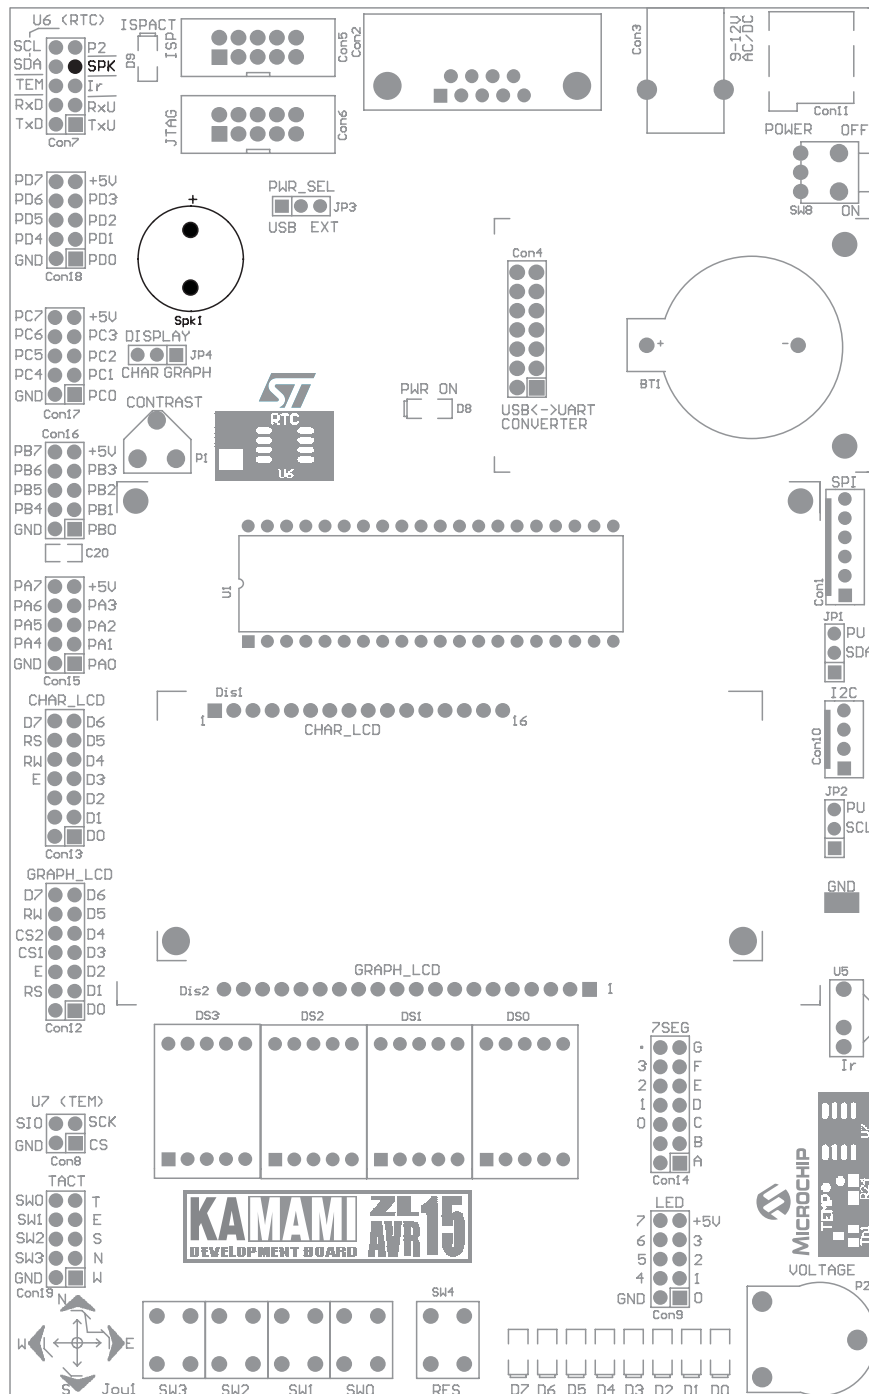 U6 (RTC)
SCL P2
SDA SPK
TEM Ir
RxD RxU
TxD TxU
Con7
ISPACT
D9
ISP
Con5
JTAG
Con6
Con2
Con3
9-12V
AC/DC
Con11
POWER OFF
SW8 ON
PD7 +5V
PD6 PD3
PD5 PD2
PD4 PD1
GND PD0
Con18
+
Spk1
PWR_SEL
JP3
USB EXT
Con4
USB<->UART
CONVERTER
+ -
BT1
PC7 +5V
PC6 PC3
PC5 PC2
PC4 PC1
GND PC0
Con17
DISPLAY
JP4
CHAR GRAPH
CONTRAST
P1
ST
RTC
U6
PWR ON
D8
Con16
PB7 +5V
PB6 PB3
PB5 PB2
PB4 PB1
GND PB0
C20
U1
SPI
Con1
JP1
PU
SDA
I2C
Con10
JP2
PU
SCL
GND
PA7 +5V
PA6 PA3
PA5 PA2
PA4 PA1
GND PA0
Con15
CHAR_LCD
D7 D6
RS D5
RW D4
E D3
D2
D1
D0
Con13
Dis1
1 16
CHAR_LCD
GRAPH_LCD
D7 D6
RW D5
CS2 D4
CS1 D3
E D2
RS D1
D0
Con12
GRAPH_LCD
Dis2 1
DS3 DS2 DS1 DS0
U5
Ir
7SEG
. G
3 F
2 E
1 D
0 C
B
A
Con14
U7 (TEM)
SIO SCK
GND CS
Con8
TACT
SW0 T
SW1 E
SW2 S
SW3 N
GND W
Con19
KAMAMI
DEVELOPMENT BOARD
ZL
AVR
15
LED
7 +5V
6 3
5 2
4 1
GND 0
Con9
MICROCHIP
TEMP
U7
R24
VOLTAGE
P2
N
W E
S Joy1
SW3 SW2 SW1 SW0
SW4
RES
D7 D6 D5 D4 D3 D2 D1 D0